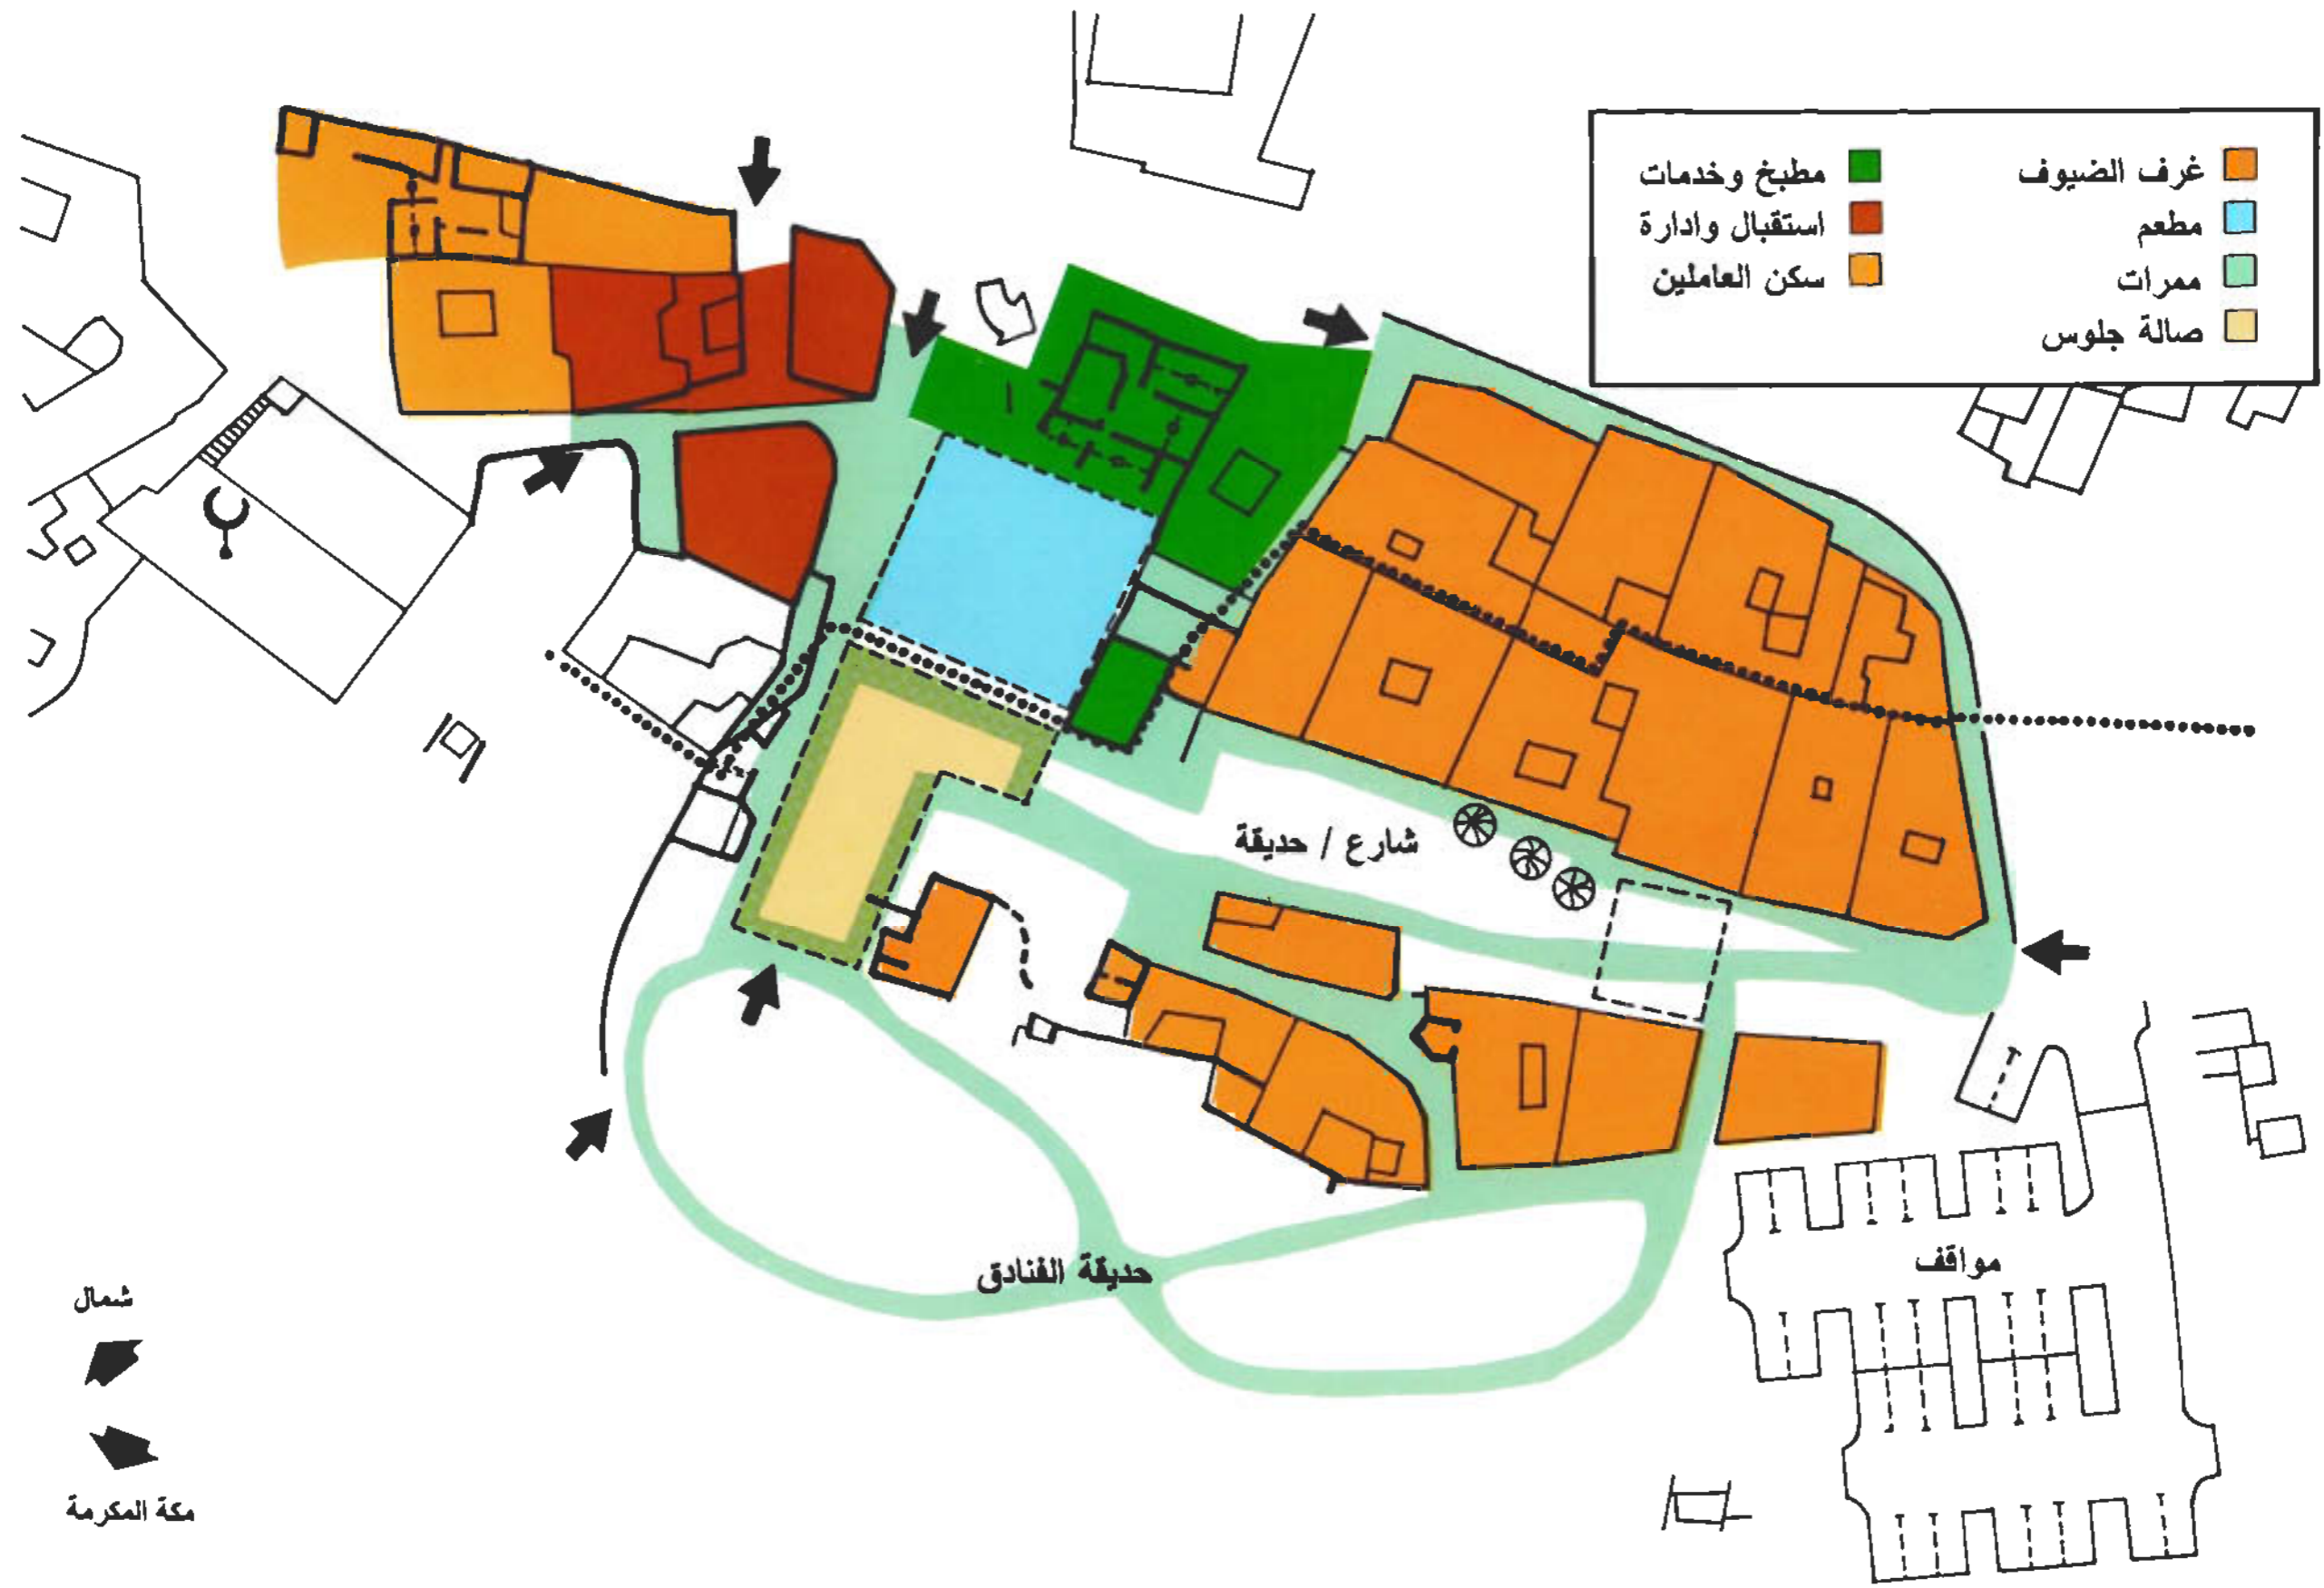 غرف الضيوف
مطعم
ممرات
صالة جلوس
مطبخ وخدمات
استقبال وادارة
سكن العاملين
شارع / حديقة
حديقة الفنادق
مواقف
شمال
مكة المكرمة